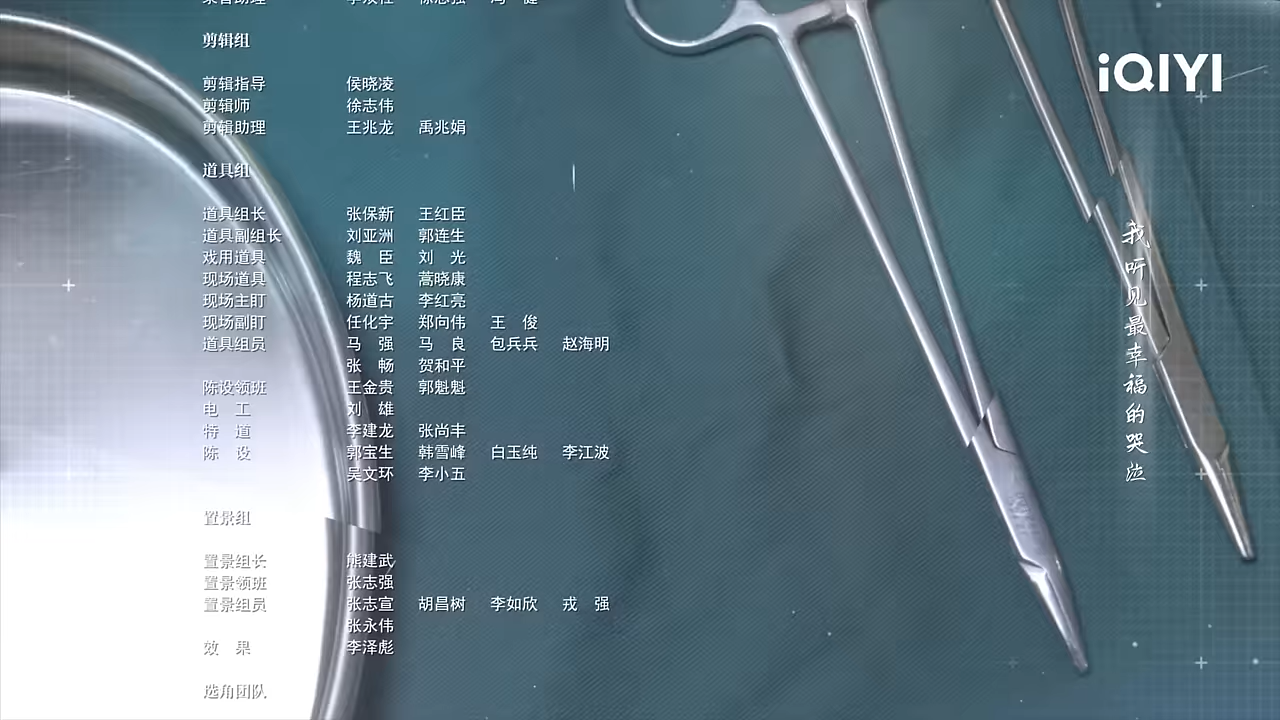 iQIYI
剪辑组
剪辑指导 侯晓凌
剪辑师 徐志伟
剪辑助理 王兆龙 禹兆娟
道具组
道具组长 张保新 王红臣
道具副组长 刘亚洲 郭连生
戏用道具 魏 臣 刘 光
现场道具 程志飞 蒿晓康
现场主盯 杨道古 李红亮
现场副盯 任化宇 郑向伟 王 俊
道具组员 马 强 马 良 包兵兵 赵海明
张 畅 贺和平
陈设领班 王金贵 郭魁魁
电 工 刘 雄
特 道 李建龙 张尚丰
陈 设 郭宝生 韩雪峰 白玉纯 李江波
吴文环 李小五
置景组
置景组长 熊建武
置景领班 张志强
置景组员 张志宣 胡昌树 李如欣 戎 强
张永伟
效 果 李泽彪
选角团队
我听见最幸福的哭泣